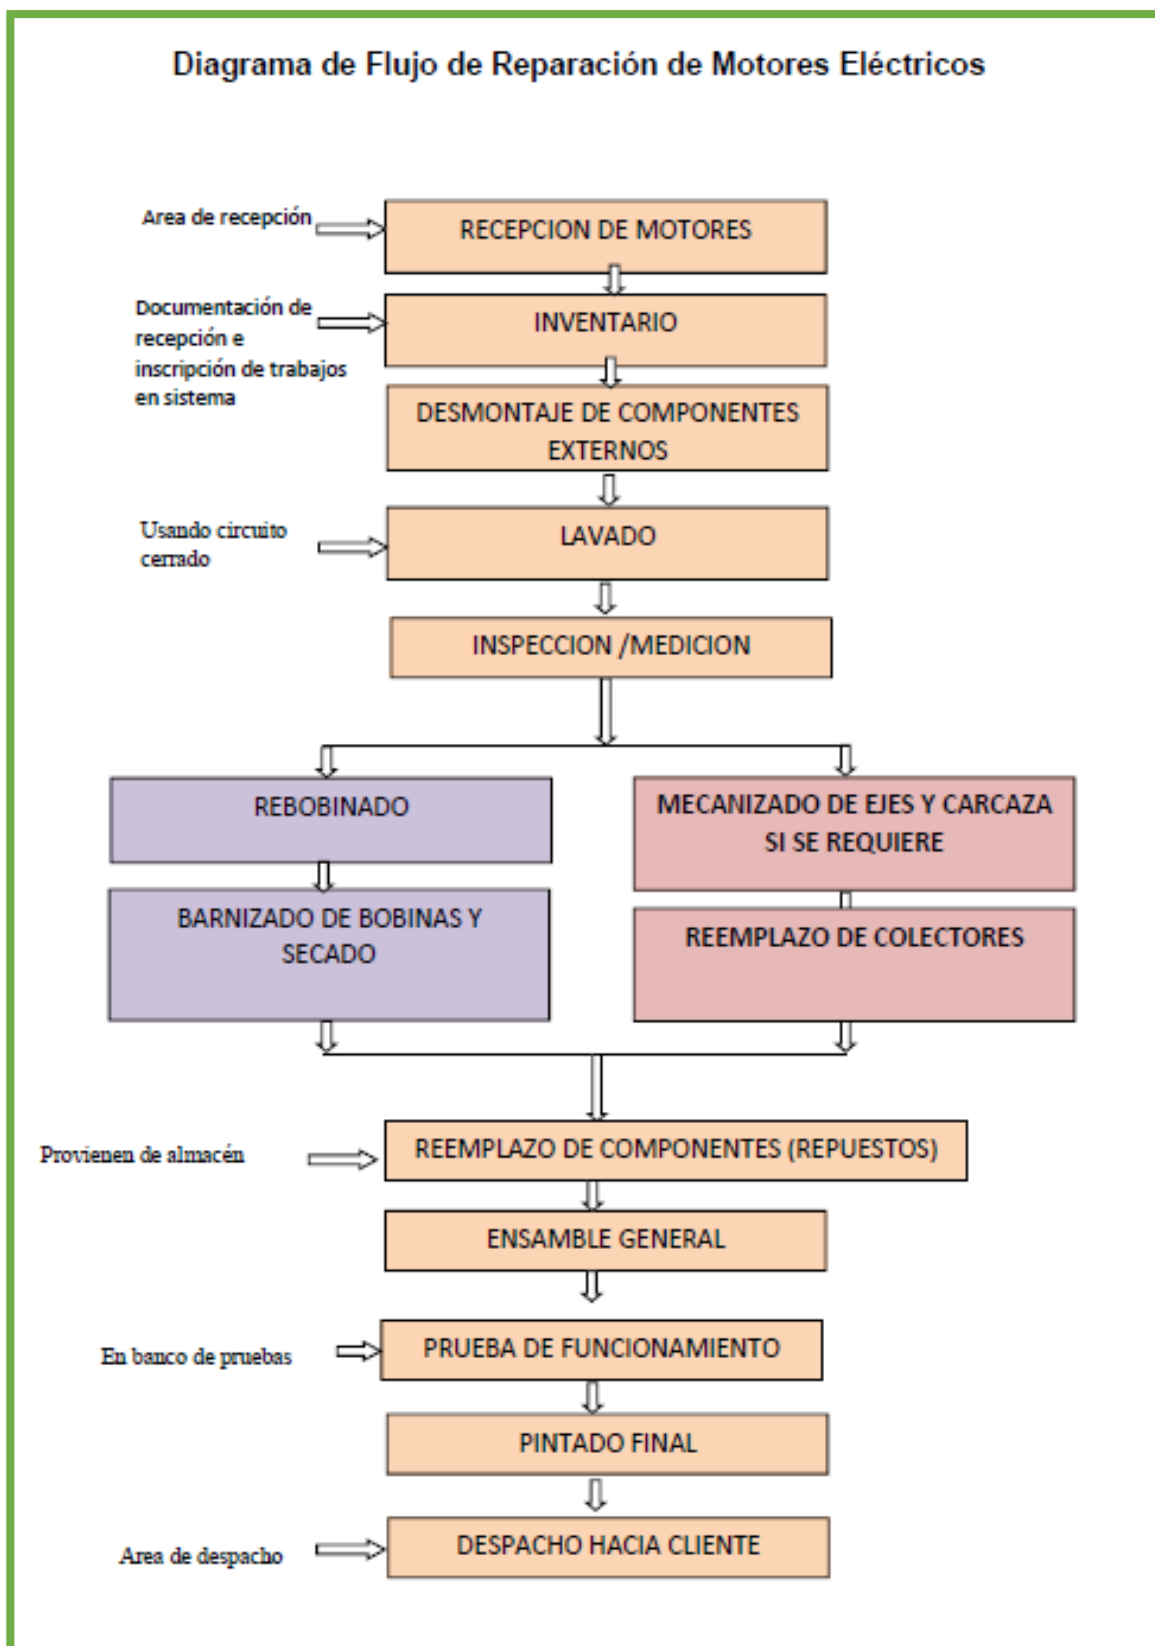 Diagrama de Flujo de Reparación de Motores Eléctricos
Area de recepción
RECEPCION DE MOTORES
Documentación de
recepción e
inscripción de trabajos
en sistema
INVENTARIO
DESMONTAJE DE COMPONENTES
EXTERNOS
Usando circuito
cerrado
LAVADO
INSPECCION /MEDICION
REBOBINADO
MECANIZADO DE EJES Y CARCAZA
SI SE REQUIERE
BARNIZADO DE BOBINAS Y
SECADO
REEMPLAZO DE COLECTORES
Provienen de almacén
REEMPLAZO DE COMPONENTES (REPUESTOS)
ENSAMBLE GENERAL
En banco de pruebas
PRUEBA DE FUNCIONAMIENTO
PINTADO FINAL
Area de despacho
DESPACHO HACIA CLIENTE